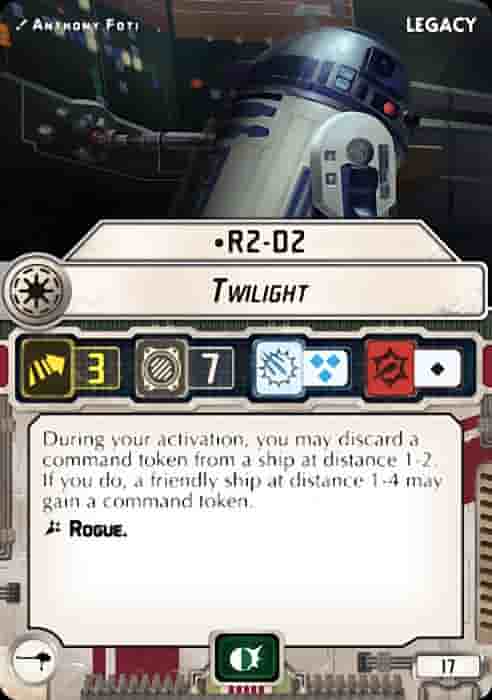 Anthony Foti
LEGACY
•R2-D2
Twilight
3
7
During your activation, you may discard a
command token from a ship at distance 1-2.
If you do, a friendly ship at distance 1-4 may
gain a command token.
Rogue.
17